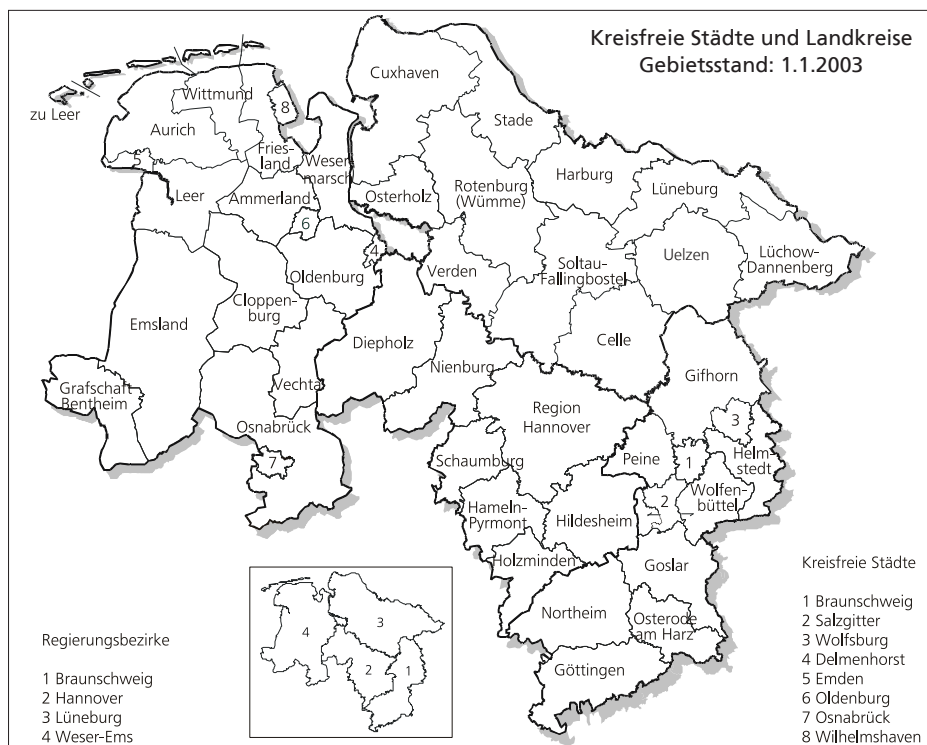 Kreisfreie Städte und Landkreise
Gebietsstand: 1.1.2003
Cuxhaven
Wittmund
zu Leer
8
Stade
Aurich
Fries-
land
Weser-
marsch
5
Harburg
Lüneburg
Leer
Ammerland
Osterholz
Rotenburg
(Wümme)
6
4
Oldenburg
Verden
Soltau-
Fallingbostel
Uelzen
Lüchow-
Dannenberg
Cloppen-
burg
Emsland
Diepholz
Celle
Nienburg
Gifhorn
Grafschaft
Bentheim
Vechta
Region
Hannover
3
Osnabrück
7
Schaumburg
Peine
1
Helm-
stedt
2
Wolfen-
büttel
Hameln-
Pyrmont
Hildesheim
Holzminden
Goslar
Northeim
Osterode
am Harz
Göttingen
Regierungsbezirke
1 Braunschweig
2 Hannover
3 Lüneburg
4 Weser-Ems
4
3
2
1
Kreisfreie Städte
1 Braunschweig
2 Salzgitter
3 Wolfsburg
4 Delmenhorst
5 Emden
6 Oldenburg
7 Osnabrück
8 Wilhelmshaven